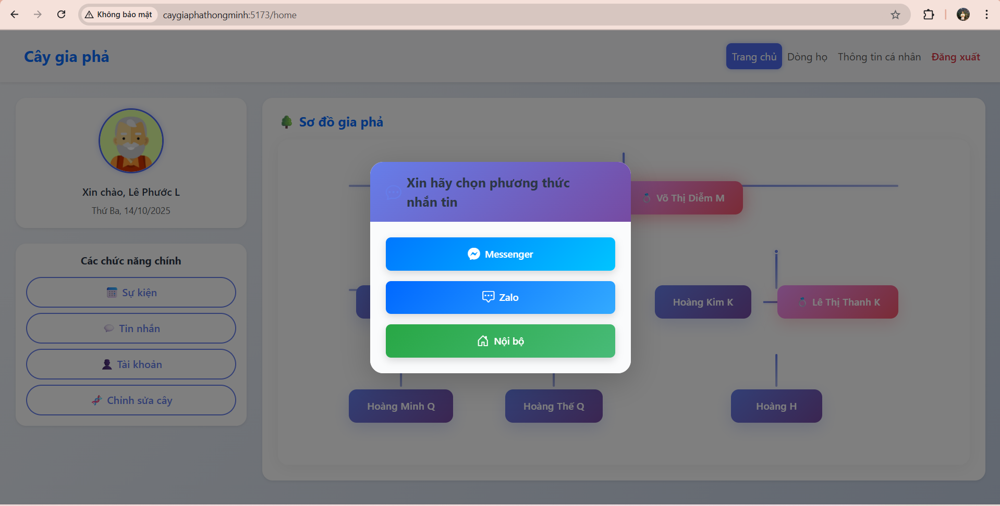 Không bảo mật
caygiaphathongminh:5173/home
Cây gia phả
Trang chủ
Dòng họ
Thông tin cá nhân
Đăng xuất
Xin chào, Lê Phước L
Thứ Ba, 14/10/2025
Các chức năng chính
Sự kiện
Tin nhắn
Tài khoản
Chỉnh sửa cây
Sơ đồ gia phả
Võ Thị Diễm M
Hoàng Kim K
Lê Thị Thanh K
Hoàng Minh Q
Hoàng Thế Q
Hoàng H
Xin hãy chọn phương thức
nhắn tin
Messenger
Zalo
Nội bộ